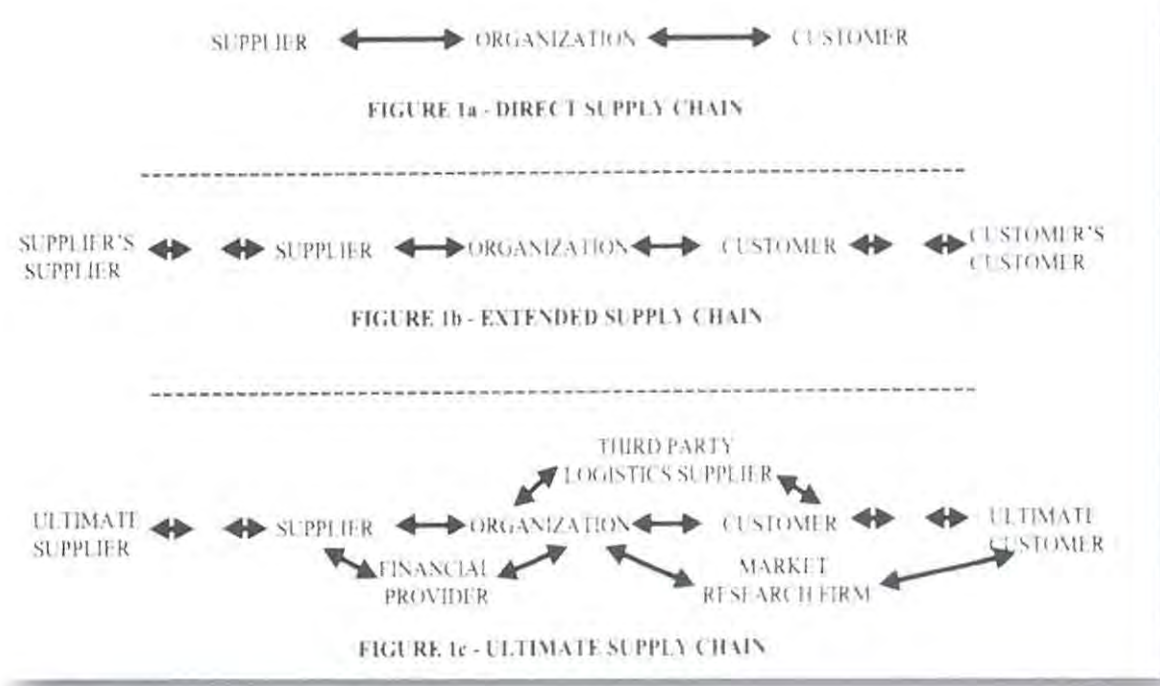 SUPPLIER ORGANIZATION CUSTOMER
FIGURE 1a - DIRECT SUPPLY CHAIN
SUPPLIER'S SUPPLIER ORGANIZATION CUSTOMER CUSTOMER'S
SUPPLIER CUSTOMER
FIGURE 1b - EXTENDED SUPPLY CHAIN
THIRD PARTY
LOGISTICS SUPPLIER
ULTIMATE SUPPLIER ORGANIZATION CUSTOMER ULTIMATE
SUPPLIER CUSTOMER
FINANCIAL MARKET
PROVIDER RESEARCH FIRM
FIGURE 1c - ULTIMATE SUPPLY CHAIN